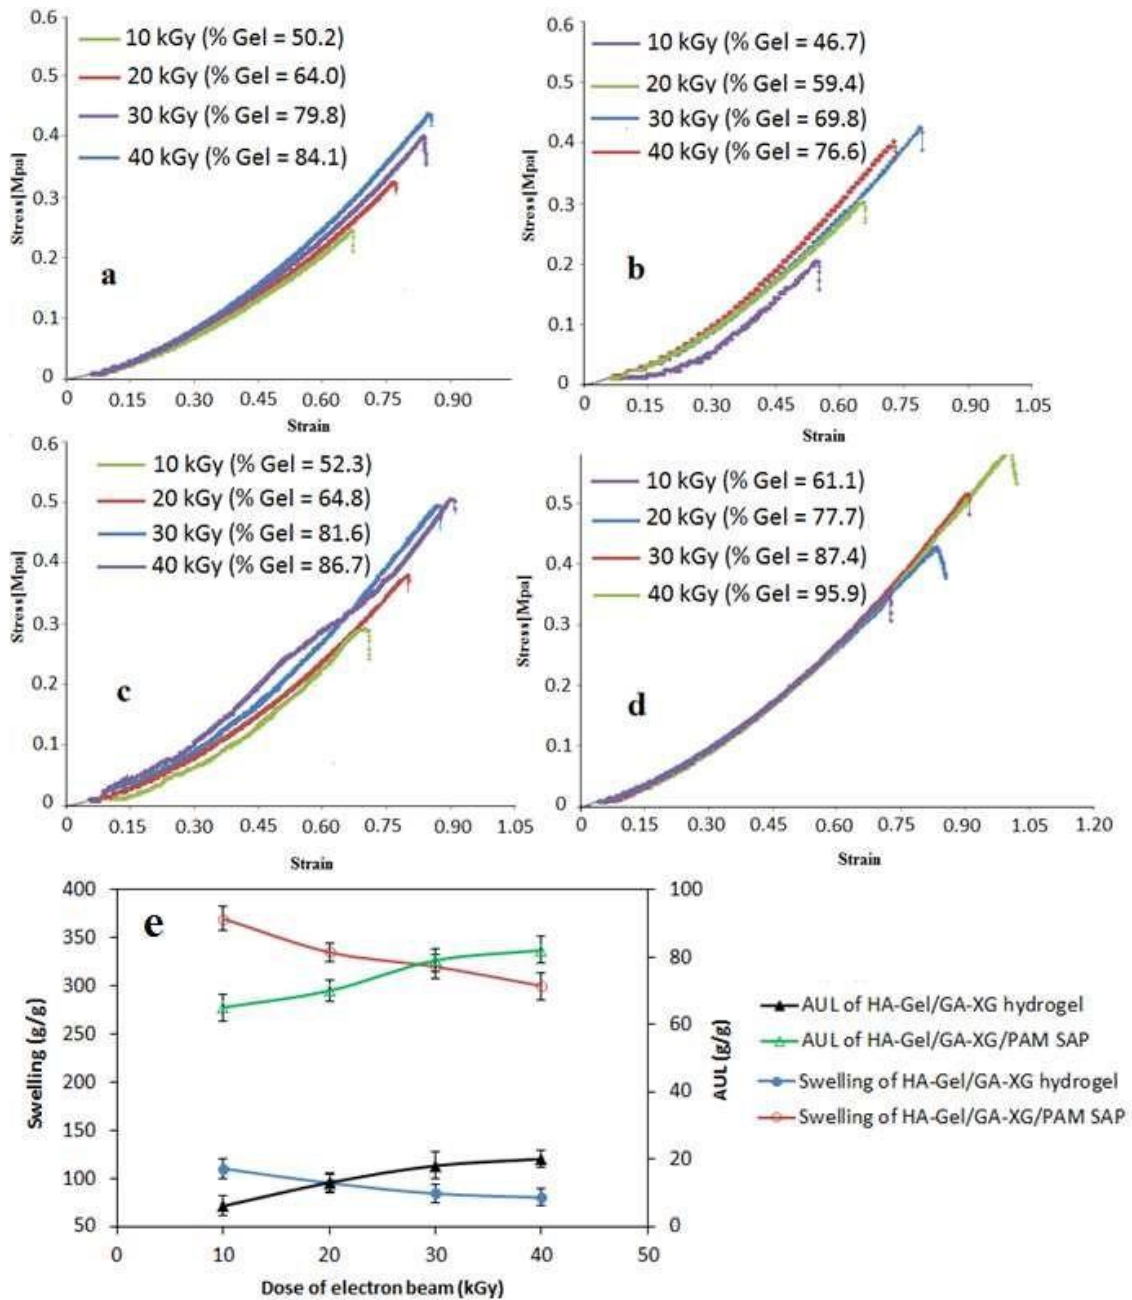 0.6
10 kGy (% Gel = 50.2)
0.5
20 kGy (% Gel = 64.0)
30 kGy (% Gel = 79.8)
0.4
40 kGy (% Gel = 84.1)
0.3
Stress[Mpa]
0.2
a
0.1
0
0 0.15 0.30 0.45 0.60 0.75 0.90
Strain
0.6
10 kGy (% Gel = 46.7)
0.5
20 kGy (% Gel = 59.4)
30 kGy (% Gel = 69.8)
0.4
40 kGy (% Gel = 76.6)
0.3
Stress[Mpa]
0.2
b
0.1
0
0 0.15 0.30 0.45 0.60 0.75 0.90 1.05
Strain
0.6
10 kGy (% Gel = 52.3)
0.5
20 kGy (% Gel = 64.8)
30 kGy (% Gel = 81.6)
40 kGy (% Gel = 86.7)
0.4
0.3
Stress[Mpa]
0.2
c
0.1
0
0 0.15 0.30 0.45 0.60 0.75 0.90 1.05
Strain
10 kGy (% Gel = 61.1)
0.5
20 kGy (% Gel = 77.7)
30 kGy (% Gel = 87.4)
0.4
40 kGy (% Gel = 95.9)
0.3
Stress[Mpa]
0.2
d
0.1
0
0 0.15 0.30 0.45 0.60 0.75 0.90 1.05 1.20
Strain
e
400
350
300
250
200
150
100
50
Swelling (g/g)
100
80
60
40
20
0
AUL (g/g)
0 10 20 30 40 50
Dose of electron beam (kGy)
AUL of HA-Gel/GA-XG hydrogel
AUL of HA-Gel/GA-XG/PAM SAP
Swelling of HA-Gel/GA-XG hydrogel
Swelling of HA-Gel/GA-XG/PAM SAP